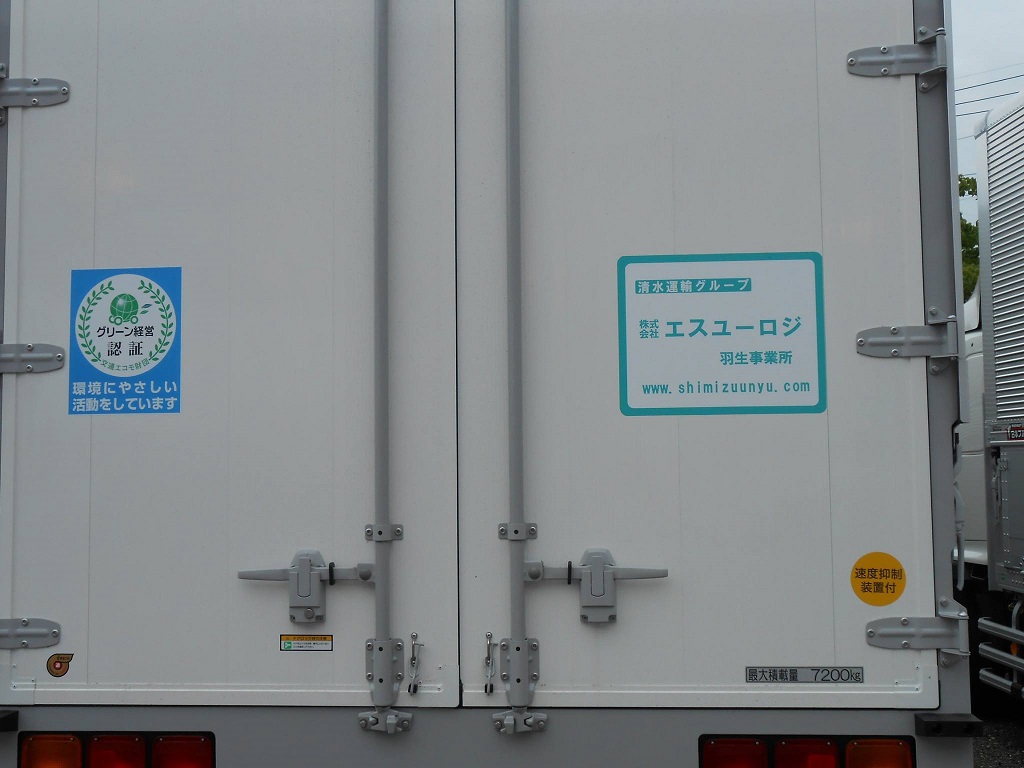 グリーン経営
認証
交通エコモ財団
環境にやさしい
活動をしています
清水運輸グループ
株式会社 エスユーロジ
羽生事業所
www.shimizuunyu.com
速度抑制
装置付
最大積載量 7200kg